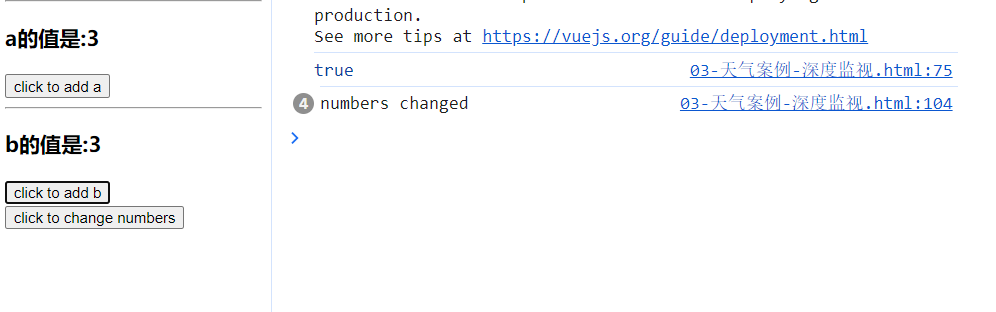 a的值是:3
click to add a
b的值是:3
click to add b
click to change numbers
production.
See more tips at https://vuejs.org/guide/deployment.html
true 03-天气案例-深度监视.html:75
4 numbers changed 03-天气案例-深度监视.html:104
>